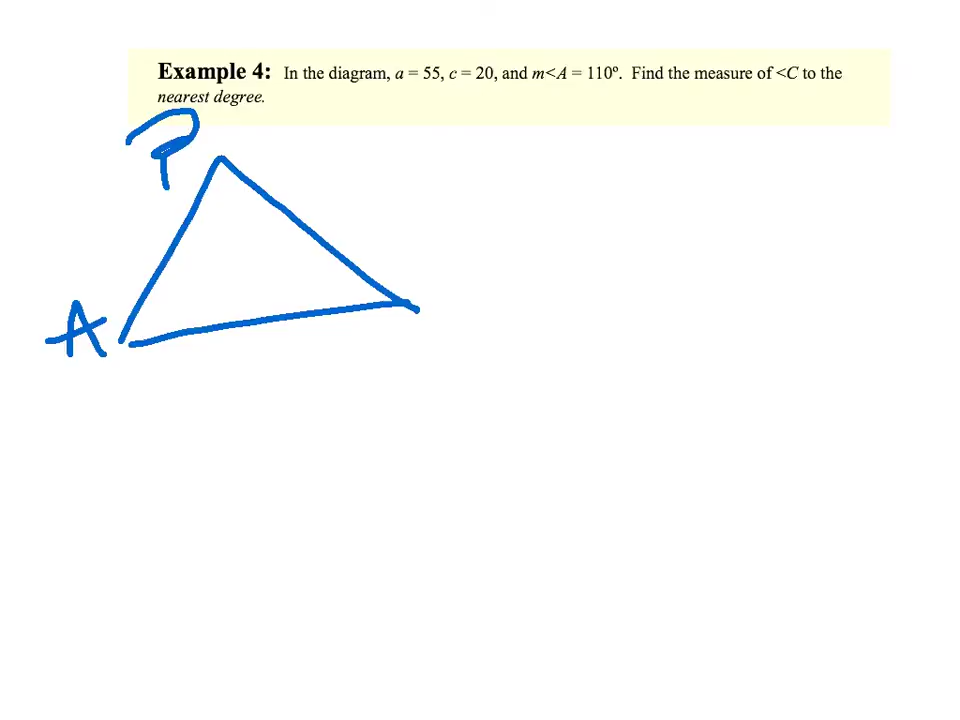 Example 4: In the diagram, a = 55, c = 20, and m<A = 110º. Find the measure of <C to the
nearest degree.
A